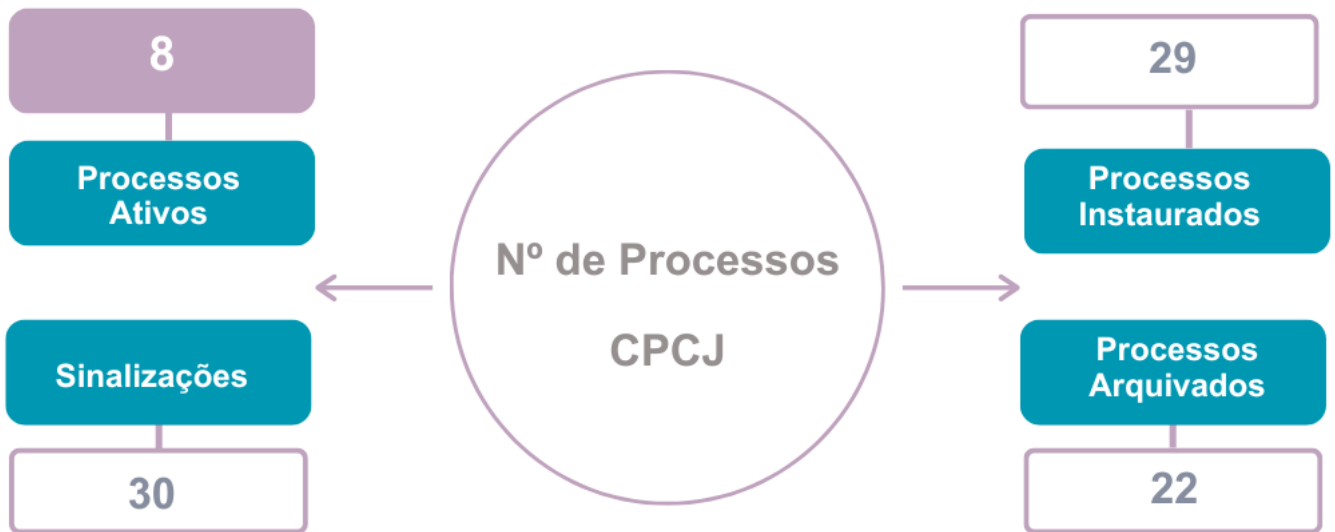 8
Processos
Ativos
Sinalizações
30
Nº de Processos
CPCJ
29
Processos
Instaurados
Processos
Arquivados
22